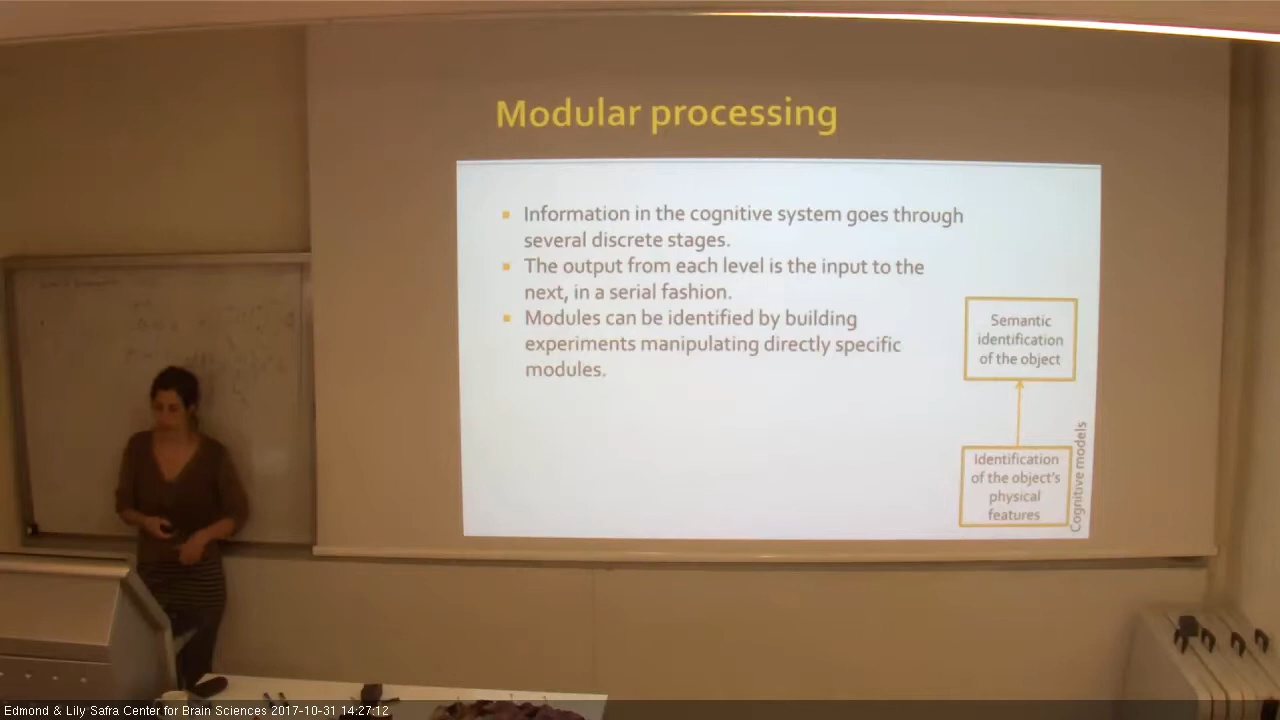 Modular processing
Information in the cognitive system goes through
several discrete stages.
The output from each level is the input to the
next, in a serial fashion.
Modules can be identified by building
experiments manipulating directly specific
modules.
Semantic
identification
of the object
Identification
of the object's
physical
features
Cognitive models
Edmond & Lily Safra Center for Brain Sciences 2017-10-31 14:27:12